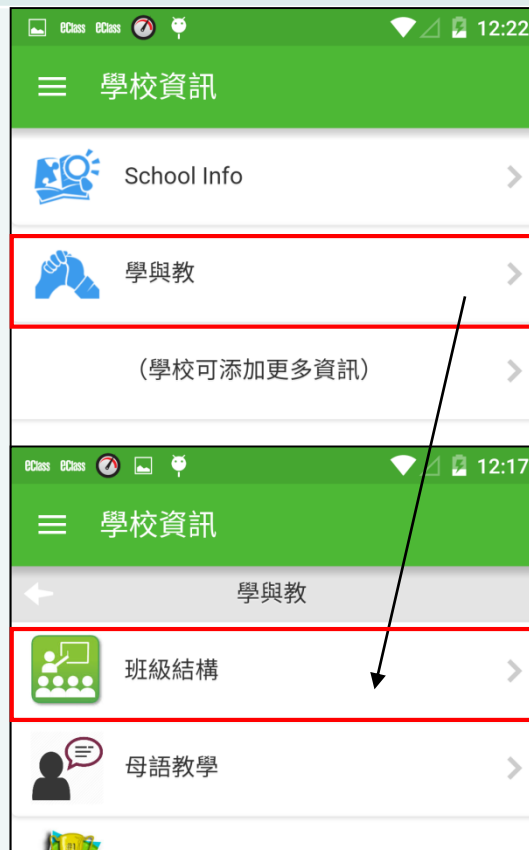 eClass eClass 12:22
學校資訊
School Info
學與教
（學校可添加更多資訊）
eClass eClass 12:17
學校資訊
學與教
班級結構
母語教學